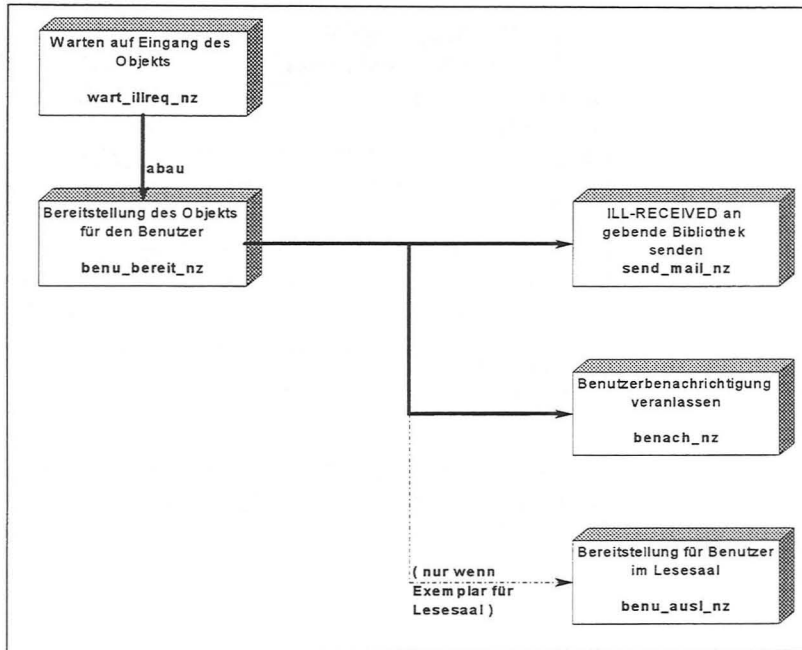 Warten auf Eingang des
Objekts
wart_illreq_nz
abau
Bereitstellung des Objekts
für den Benutzer
benu_bereit_nz
ILL-RECEIVED an
gebende Bibliothek
senden
send_mail_nz
Benutzerbenachrichtigung
veranlassen
benach_nz
( nur wenn
Exemplar für
Lesesaal )
Bereitstellung für Benutzer
im Lesesaal
benu_ausl_nz